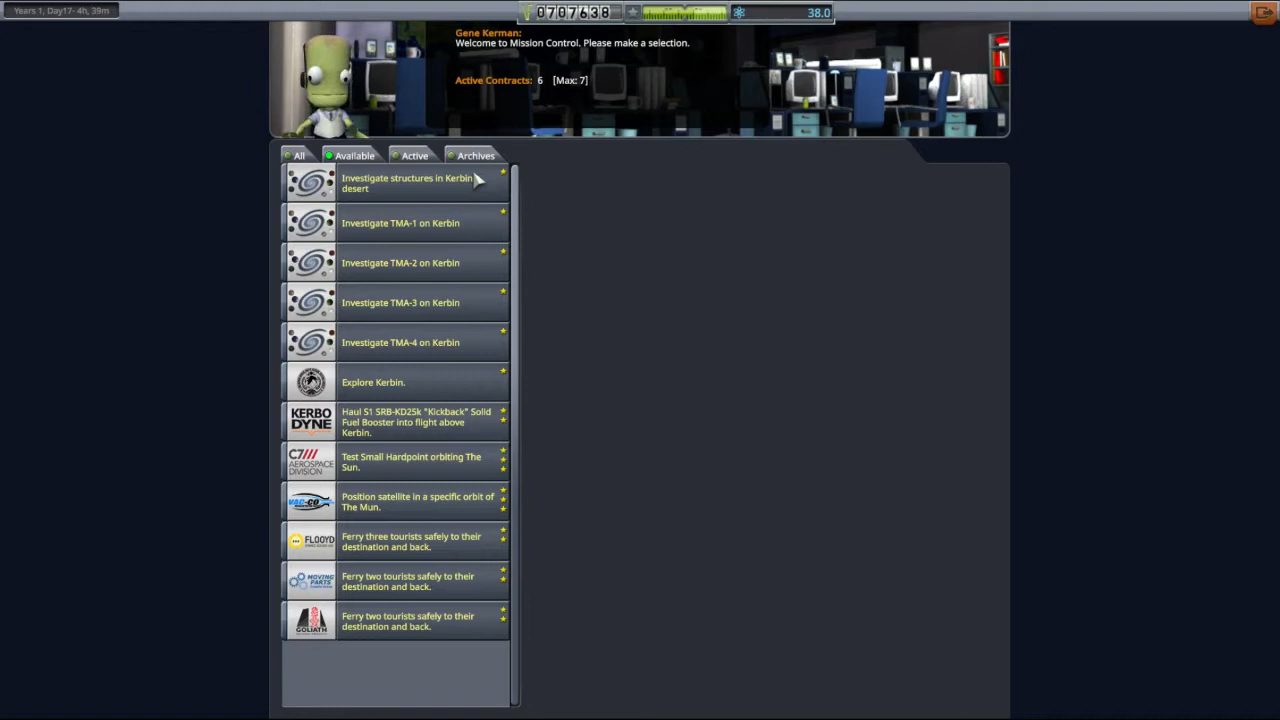 Years 1, Day17- 4h, 39m
0707638
38.0
Gene Kerman:
Welcome to Mission Control. Please make a selection.
Active Contracts: 6 [Max: 7]
All
Available
Active
Archives
Investigate structures in Kerbin
desert
Investigate TMA-1 on Kerbin
Investigate TMA-2 on Kerbin
Investigate TMA-3 on Kerbin
Investigate TMA-4 on Kerbin
Explore Kerbin.
KERBO
DYNE
Haul S1 SRB-KD25k "Kickback" Solid
Fuel Booster into flight above
Kerbin.
C7///
AEROSPACE
DIVISION
Test Small Hardpoint orbiting The
Sun.
VAC-CO
Position satellite in a specific orbit of
The Mun.
FLOOYD
Ferry three tourists safely to their
destination and back.
MOVING
PARTS
Ferry two tourists safely to their
destination and back.
GOLIATH
Ferry two tourists safely to their
destination and back.